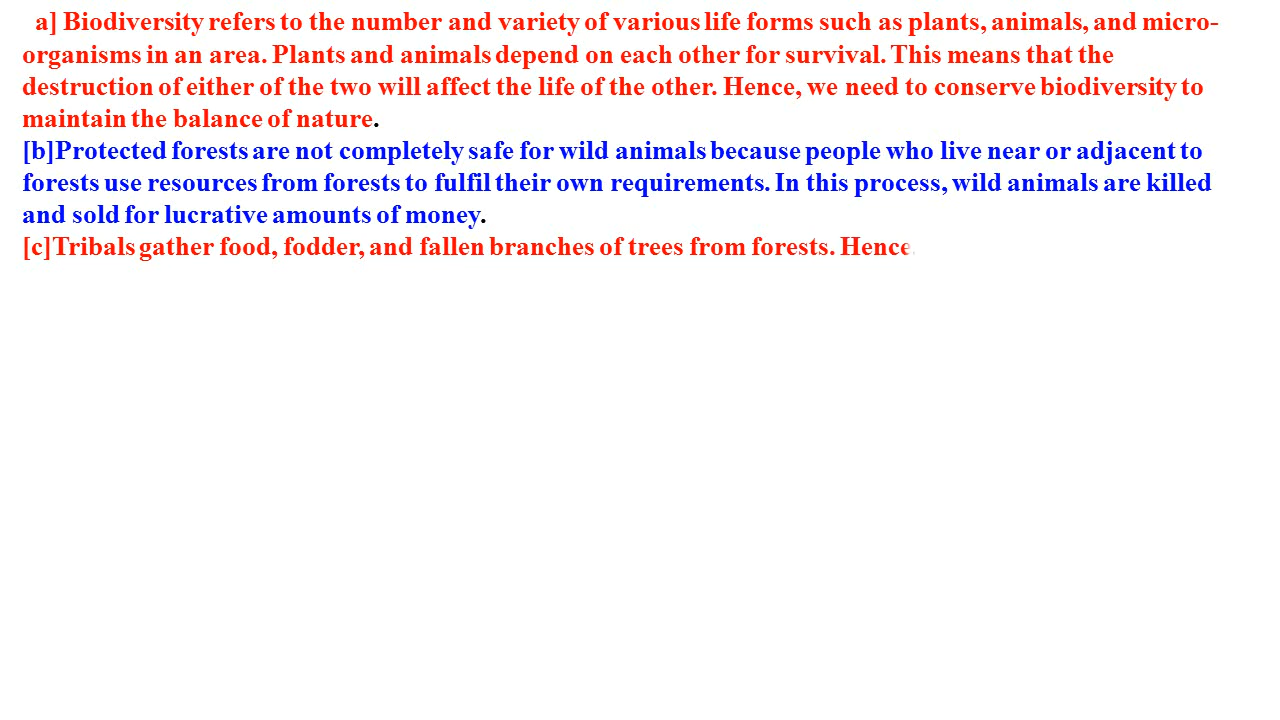 a] Biodiversity refers to the number and variety of various life forms such as plants, animals, and micro-
organisms in an area. Plants and animals depend on each other for survival. This means that the
destruction of either of the two will affect the life of the other. Hence, we need to conserve biodiversity to
maintain the balance of nature.
[b]Protected forests are not completely safe for wild animals because people who live near or adjacent to
forests use resources from forests to fulfil their own requirements. In this process, wild animals are killed
and sold for lucrative amounts of money.
[c]Tribals gather food, fodder, and fallen branches of trees from forests. Hence